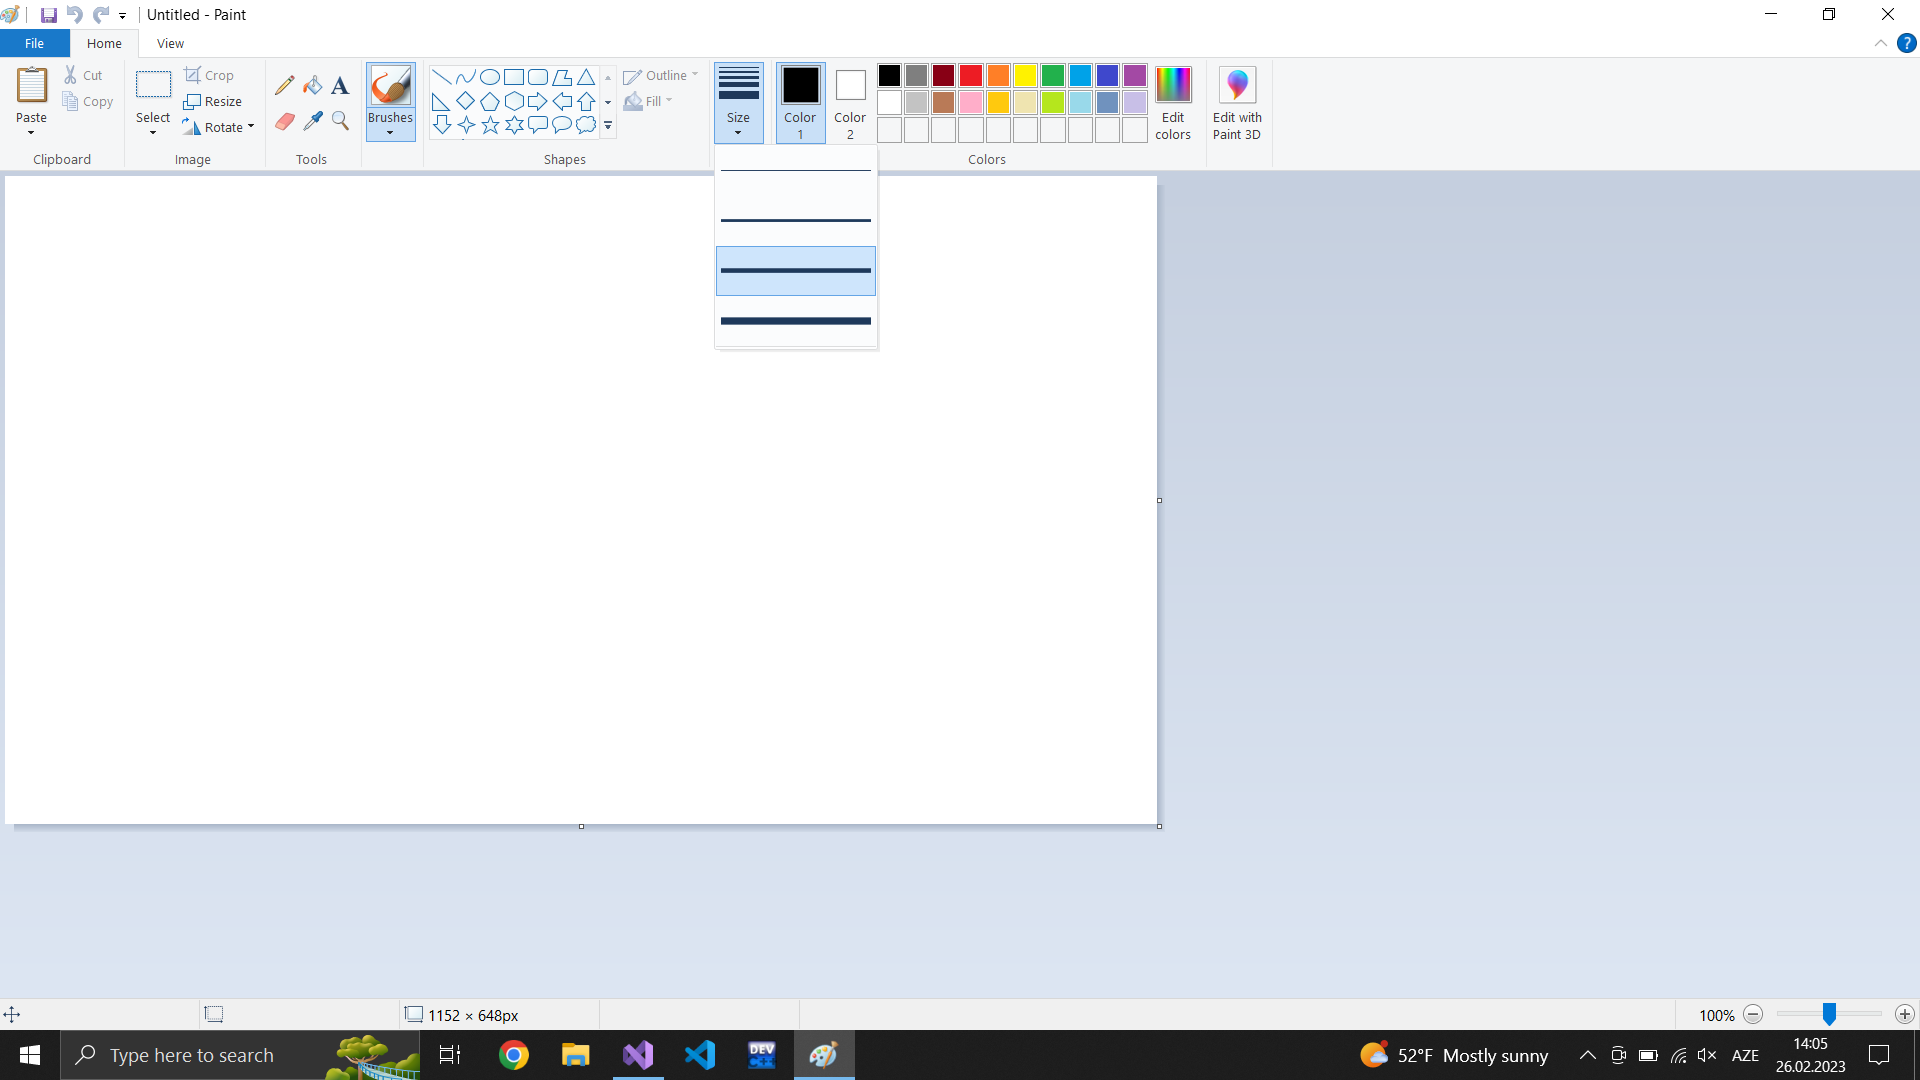 Untitled - Paint
File
Home
View
?
Paste
Cut
Copy
Clipboard
Select
Crop
Resize
Rotate
Image
A
Tools
Brushes
Outline
Fill
Shapes
Size
Color
1
Color
2
Edit
colors
Colors
Edit with
Paint 3D
1152 × 648px
100%
Type here to search
DEV
C++
52°F Mostly sunny
AZE
14:05
26.02.2023